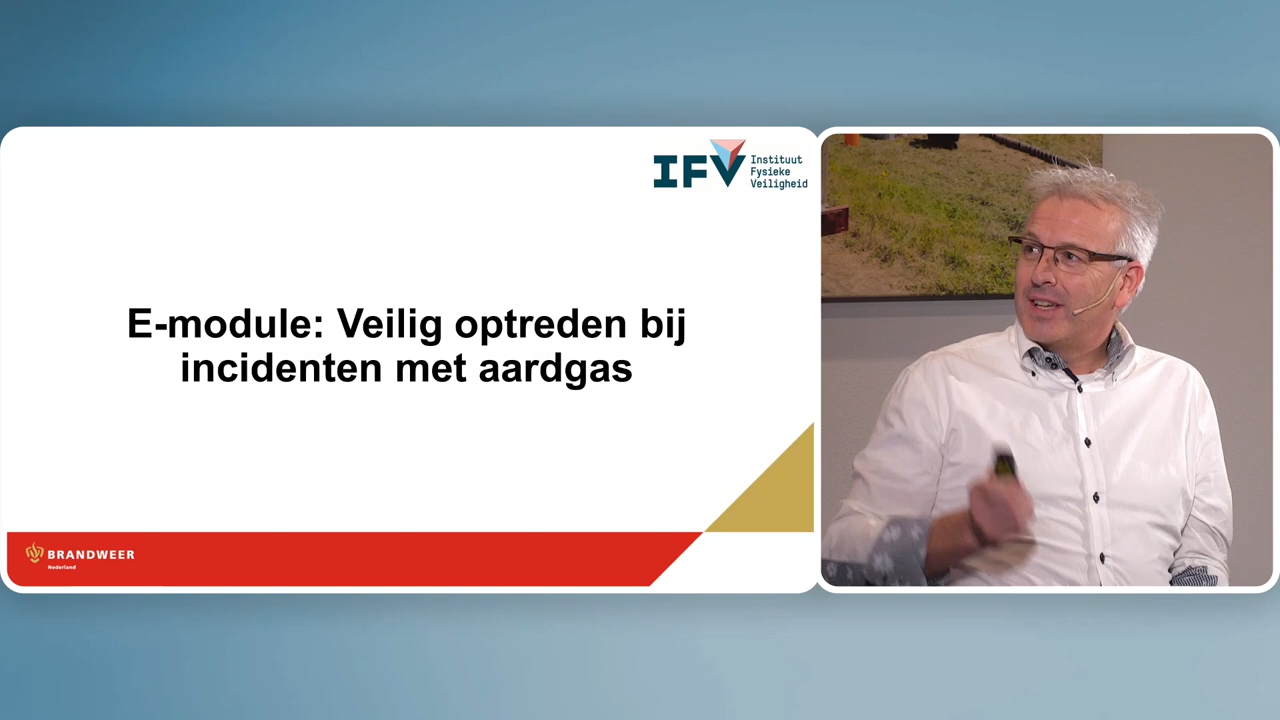 IFV Instituut
Fysieke
Veiligheid
E-module: Veilig optreden bij
incidenten met aardgas
BRANDWEER
Nederland